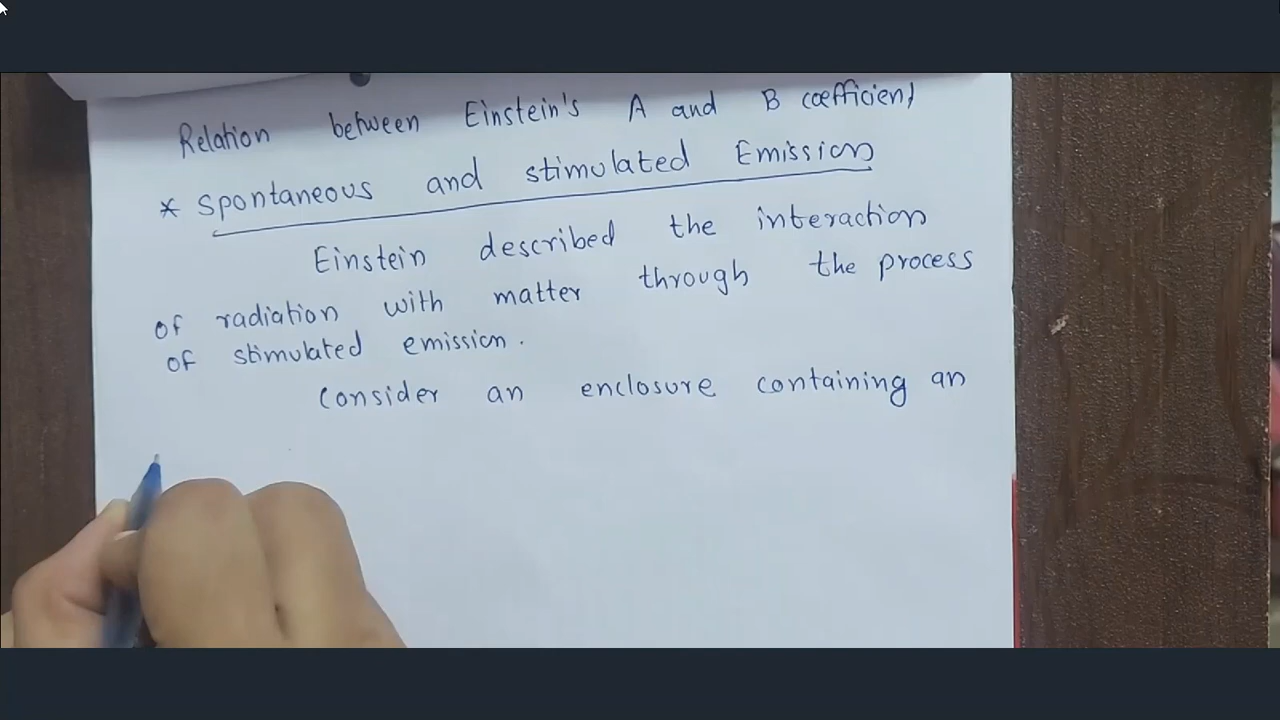 Relation between Einstein's A and B coefficient
* spontaneous and stimulated Emission
Einstein described the interaction
of radiation with matter through the process
of stimulated emission.
Consider an enclosure containing an